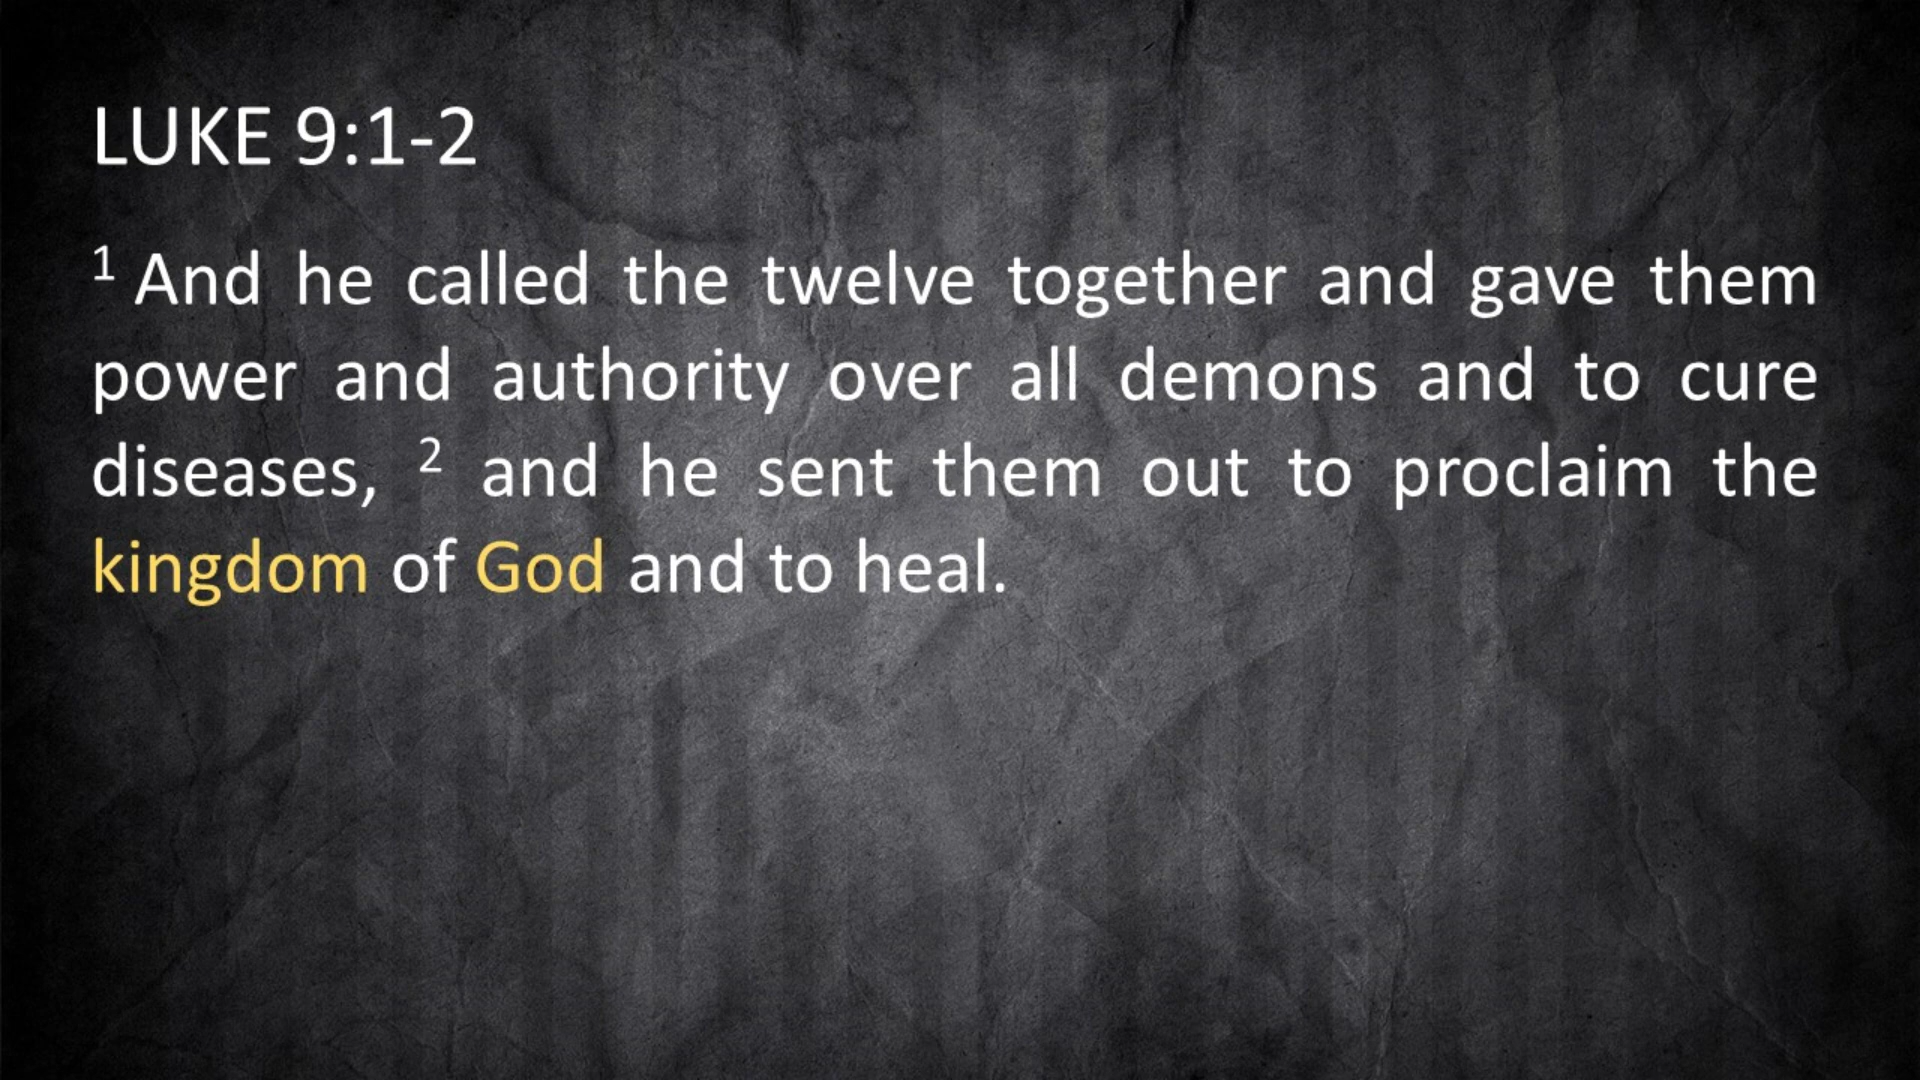 LUKE 9:1-2
¹ And he called the twelve together and gave them
power and authority over all demons and to cure
diseases, ² and he sent them out to proclaim the
kingdom of God and to heal.